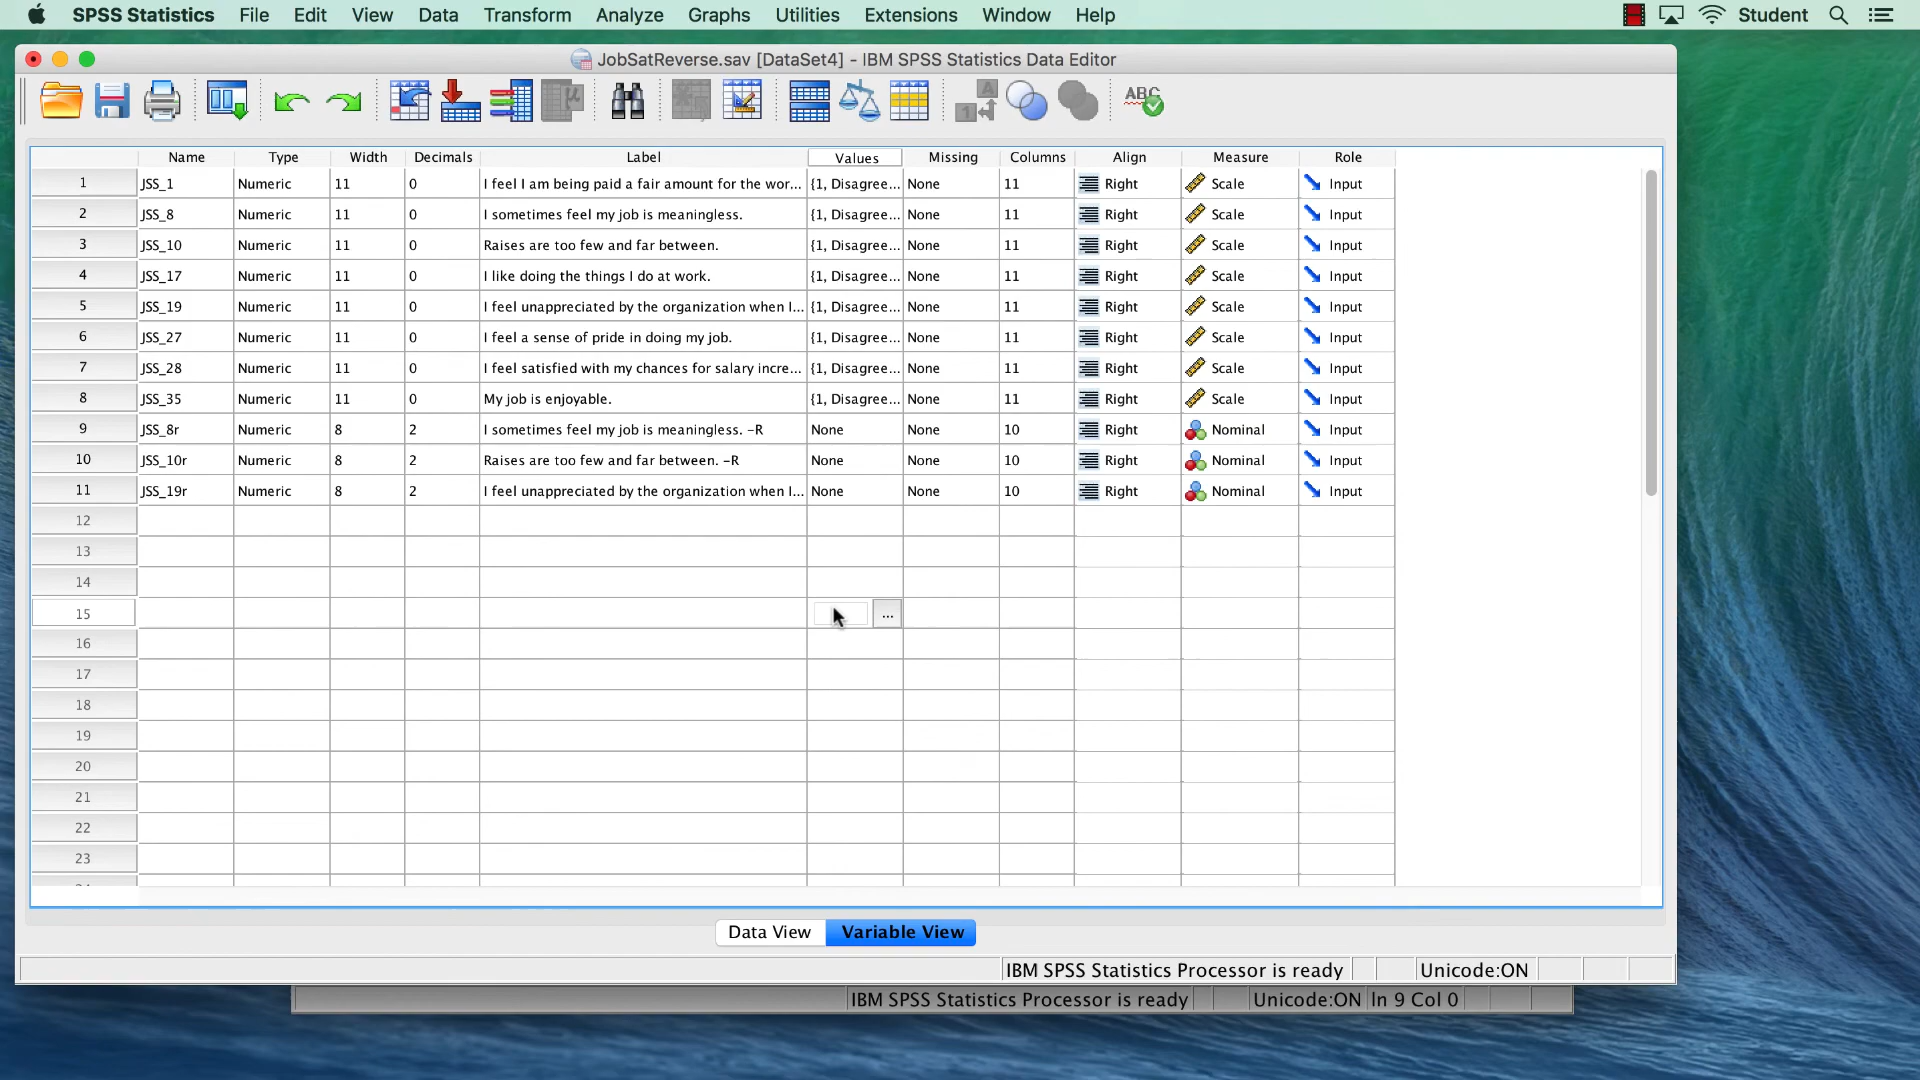 SPSS Statistics File Edit View Data Transform Analyze Graphs Utilities Extensions Window Help Student
JobSatReverse.sav [DataSet4] - IBM SPSS Statistics Data Editor
ABC
Name Type Width Decimals Label Values Missing Columns Align Measure Role
1 JSS_1 Numeric 11 0 I feel I am being paid a fair amount for the wor... {1, Disagree... None 11 Right Scale Input
2 JSS_8 Numeric 11 0 I sometimes feel my job is meaningless. {1, Disagree... None 11 Right Scale Input
3 JSS_10 Numeric 11 0 Raises are too few and far between. {1, Disagree... None 11 Right Scale Input
4 JSS_17 Numeric 11 0 I like doing the things I do at work. {1, Disagree... None 11 Right Scale Input
5 JSS_19 Numeric 11 0 I feel unappreciated by the organization when I... {1, Disagree... None 11 Right Scale Input
6 JSS_27 Numeric 11 0 I feel a sense of pride in doing my job. {1, Disagree... None 11 Right Scale Input
7 JSS_28 Numeric 11 0 I feel satisfied with my chances for salary incre... {1, Disagree... None 11 Right Scale Input
8 JSS_35 Numeric 11 0 My job is enjoyable. {1, Disagree... None 11 Right Scale Input
9 JSS_8r Numeric 8 2 I sometimes feel my job is meaningless. -R None None 10 Right Nominal Input
10 JSS_10r Numeric 8 2 Raises are too few and far between. -R None None 10 Right Nominal Input
11 JSS_19r Numeric 8 2 I feel unappreciated by the organization when I... None None 10 Right Nominal Input
12
13
14
15 ...
16
17
18
19
20
21
22
23
Data View Variable View
IBM SPSS Statistics Processor is ready Unicode:ON
IBM SPSS Statistics Processor is ready Unicode:ON ln 9 Col 0